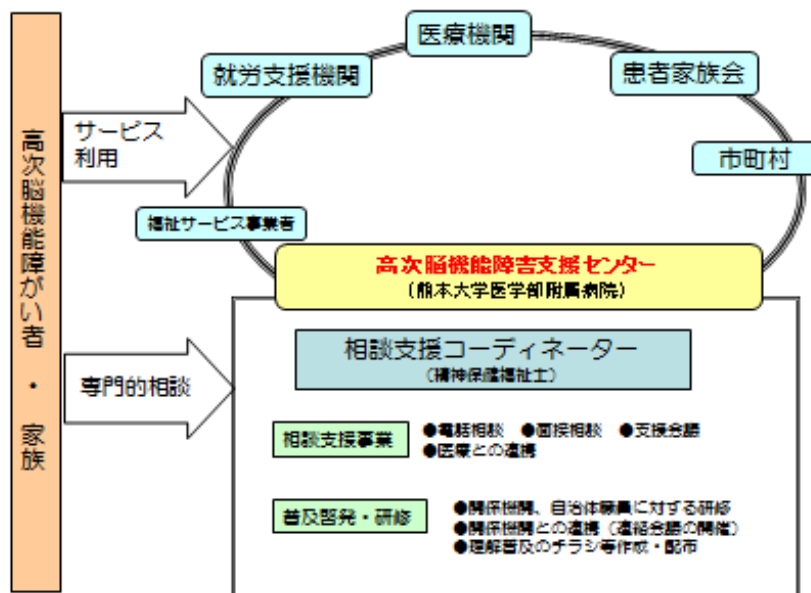 医療機関
就労支援機関
患者家族会
サービス
利用
市町村
福祉サービス事業者
高次脳機能障がい者・家族
高次脳機能障害支援センター
(熊本大学医学部附属病院)
相談支援コーディネーター
(精神保健福祉士)
専門的相談
相談支援事業
●電話相談 ●面接相談 ●支援会議
●医療との連携
普及啓発・研修
●関係機関、自治体職員に対する研修
●関係機関との連携(連絡会議の開催)
●理解普及のチラシ等作成・配布